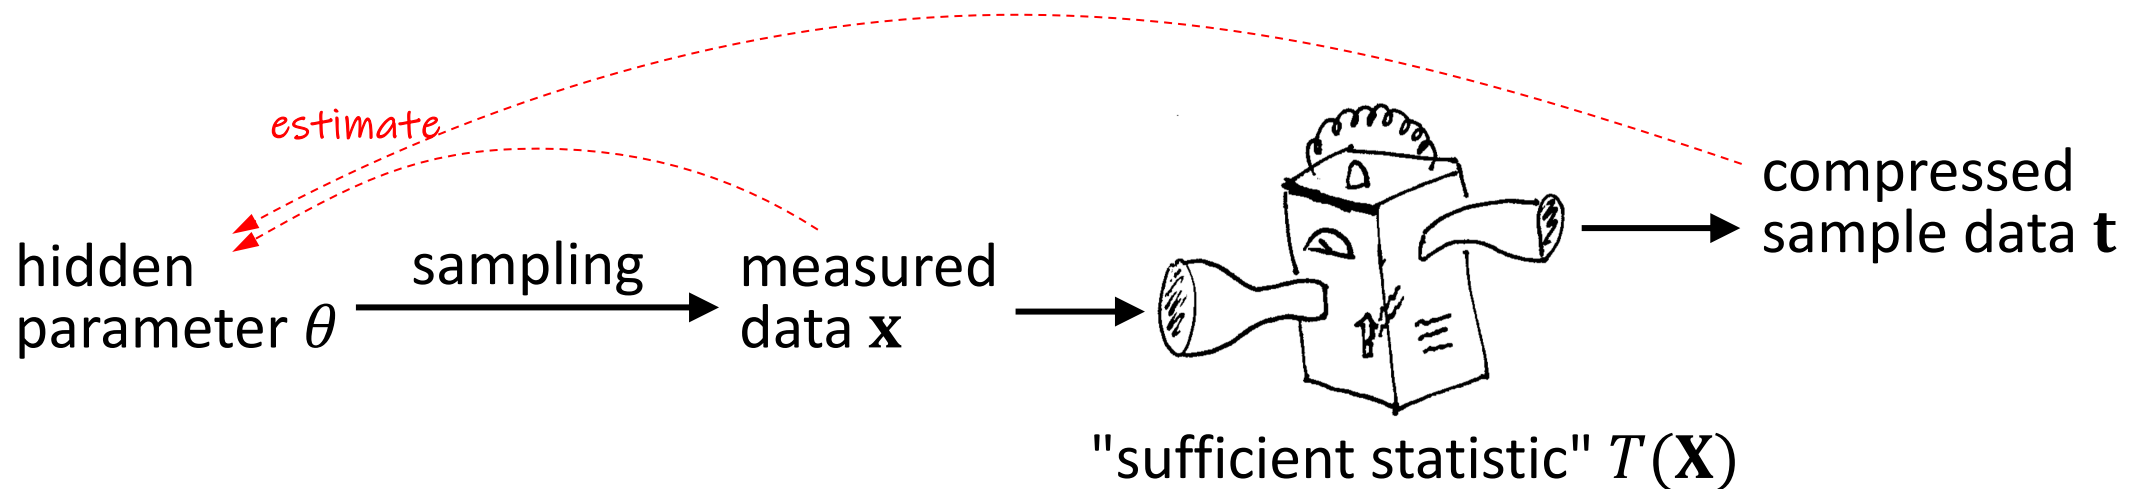 estimate
hidden
parameter θ
sampling
measured
data x
"sufficient statistic" T(X)
compressed
sample data t